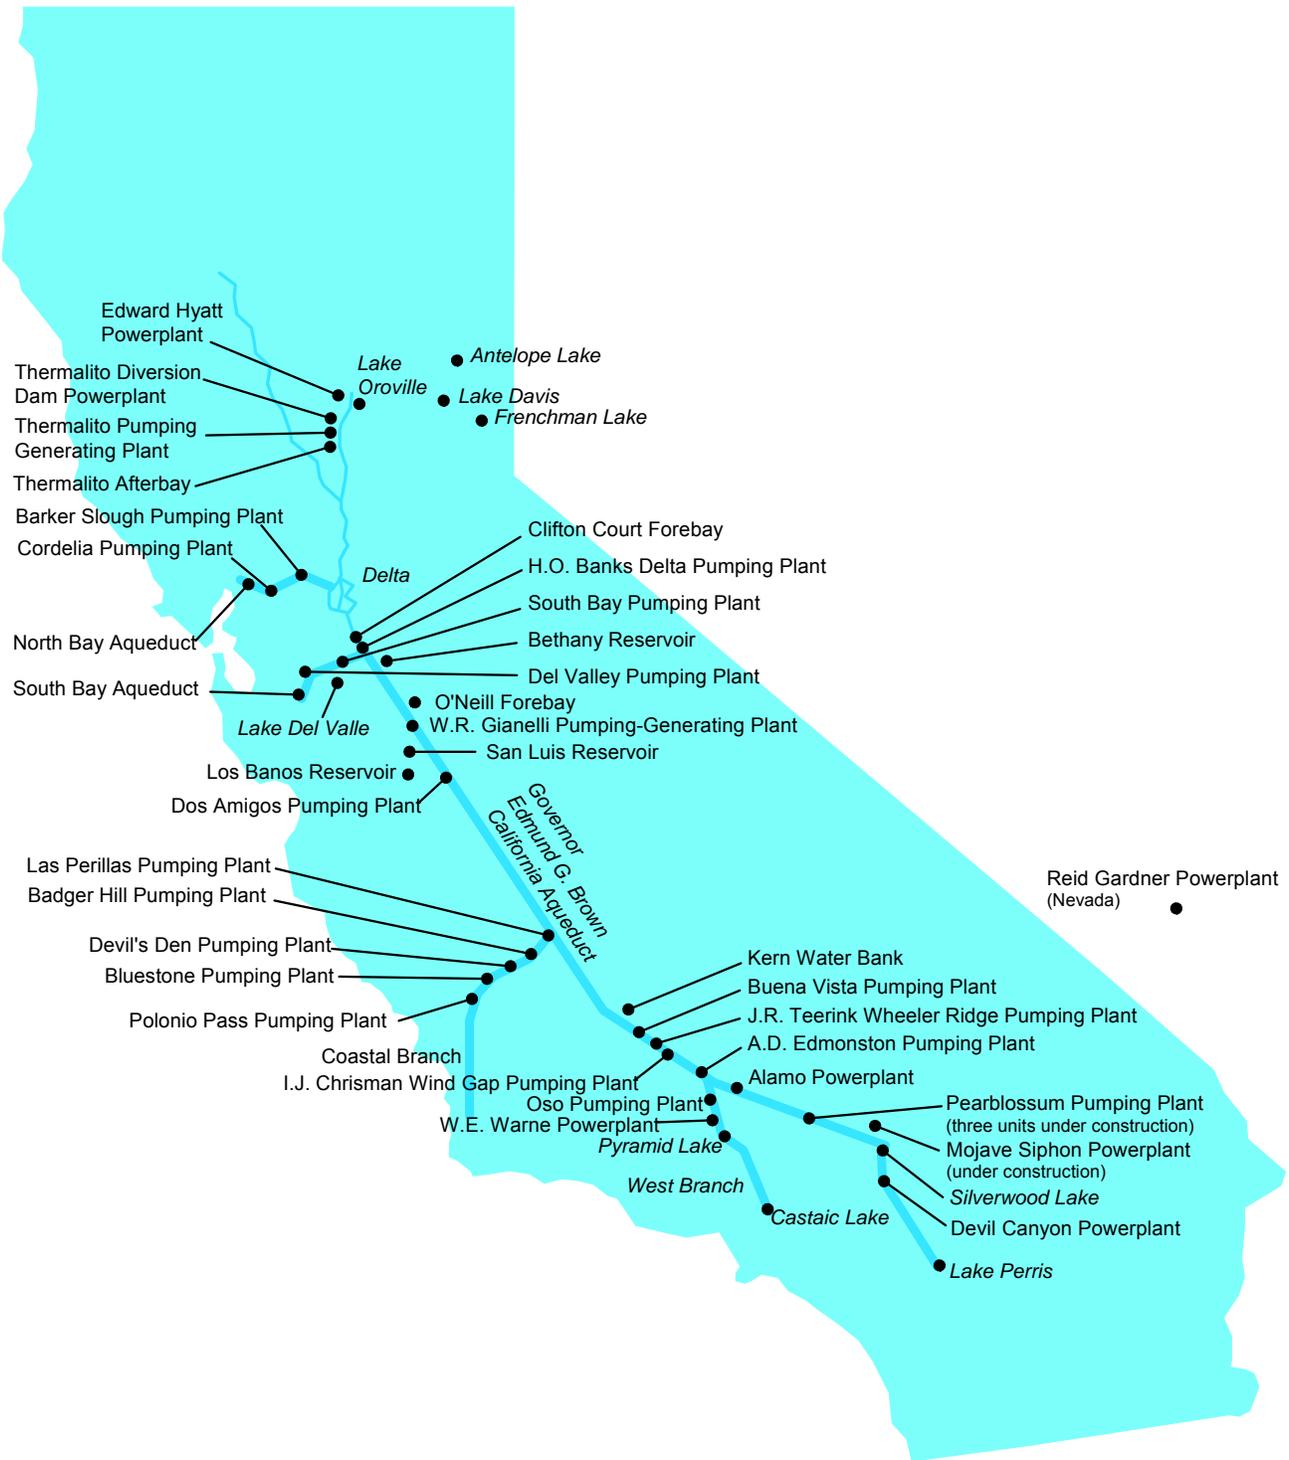 Edward Hyatt
Powerplant
Lake
Oroville
Antelope Lake
Thermalito Diversion
Dam Powerplant
Lake Davis
Frenchman Lake
Thermalito Pumping
Generating Plant
Thermalito Afterbay
Barker Slough Pumping Plant
Clifton Court Forebay
Cordelia Pumping Plant
H.O. Banks Delta Pumping Plant
Delta
South Bay Pumping Plant
North Bay Aqueduct
Bethany Reservoir
Del Valley Pumping Plant
South Bay Aqueduct
O'Neill Forebay
Lake Del Valle
W.R. Gianelli Pumping-Generating Plant
San Luis Reservoir
Los Banos Reservoir
Dos Amigos Pumping Plant
Governor
Edmund G. Brown
California Aqueduct
Las Perillas Pumping Plant
Badger Hill Pumping Plant
Reid Gardner Powerplant
(Nevada)
Devil's Den Pumping Plant
Kern Water Bank
Bluestone Pumping Plant
Buena Vista Pumping Plant
Polonio Pass Pumping Plant
J.R. Teerink Wheeler Ridge Pumping Plant
A.D. Edmonston Pumping Plant
Coastal Branch
I.J. Chrisman Wind Gap Pumping Plant
Alamo Powerplant
Oso Pumping Plant
Pearblossum Pumping Plant
(three units under construction)
W.E. Warne Powerplant
Pyramid Lake
Mojave Siphon Powerplant
(under construction)
West Branch
Silverwood Lake
Castaic Lake
Devil Canyon Powerplant
Lake Perris